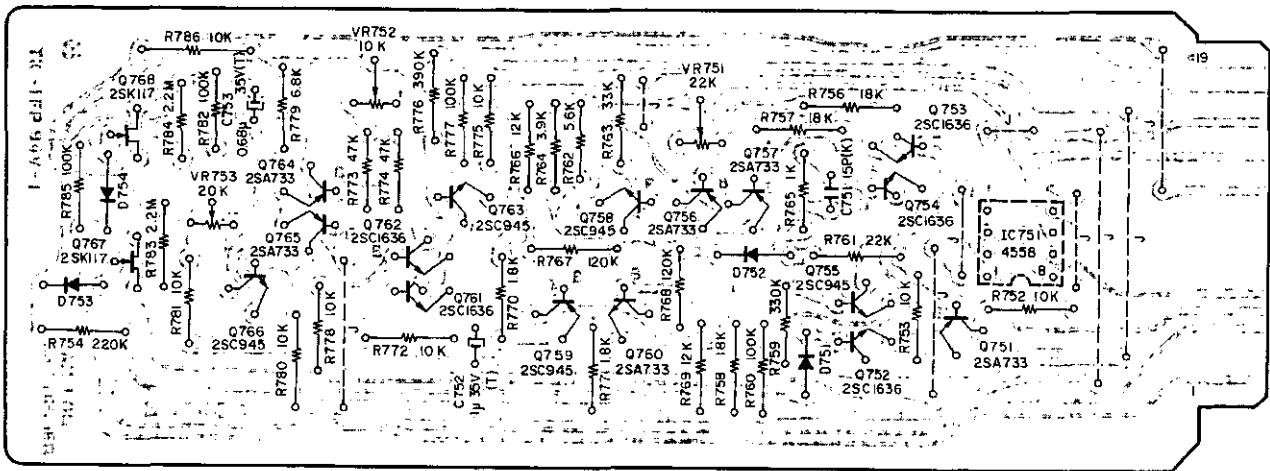 R786 10K
VR752
10 K
Q768
2SK117
R784 2.2M
R782 100K
C753
0.68µ 35V(T)
R779 6.8K
R776 390K
R777 100K
R775 10K
R766 12K
R764 3.9K
R762 5.6K
R763 33K
VR751
22K
R756 18K
R757 18K
Q753
2SC1636
19
R785 100K
D754
VR753
20K
Q764
2SA733
R773 47K
R774 47K
Q757
2SA733
R765 1K
C751 15P(K)
Q767
2SK117
R783 2.2M
Q765
2SA733
Q762
2SC1636
Q763
2SC945
Q758
2SC945
Q756
2SA733
Q754
2SC1636
IC751
4558
1
8
D753
R781 10K
R767 120K
R768 120K
D752
R761 22K
Q755
2SC945
R770 1.8K
Q761
2SC1636
R752 10K
R754 220K
Q766
2SC945
R780 10K
R778 10K
R772 10K
C752
1µ 35V
(T)
Q759
2SC945
R771 1.8K
Q760
2SA733
R769 12K
R758 18K
R760 100K
R759 330K
D751
Q752
2SC1636
R753 10K
Q751
2SA733